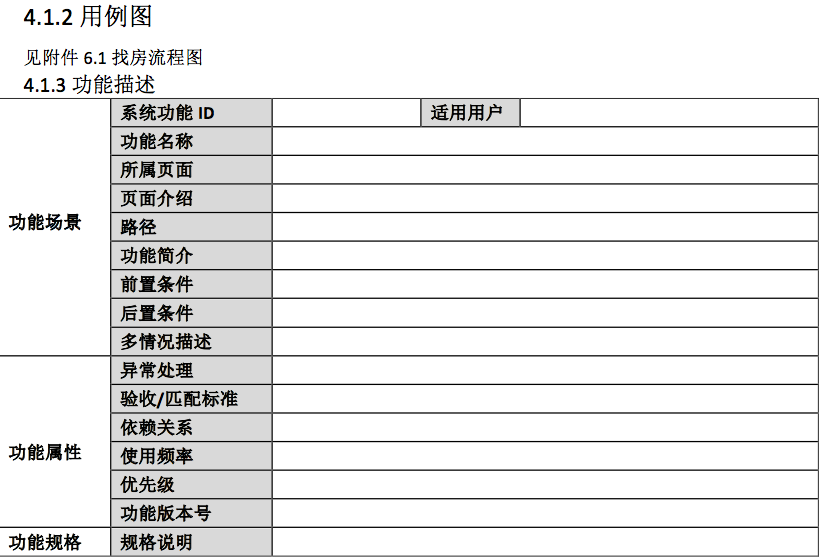 4.1.2 用例图
见附件 6.1 找房流程图
4.1.3 功能描述
功能场景
系统功能 ID
适用用户
功能名称
所属页面
页面介绍
路径
功能简介
前置条件
后置条件
多情况描述
功能属性
异常处理
验收/匹配标准
依赖关系
使用频率
优先级
功能版本号
功能规格
规格说明